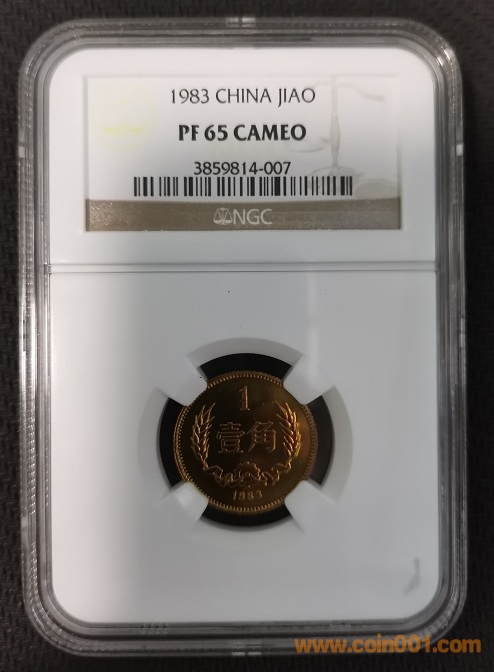 1983 CHINA JIAO
PF 65 CAMEO
3859814-007
NGC
1
壹角
1983
www.coin001.com